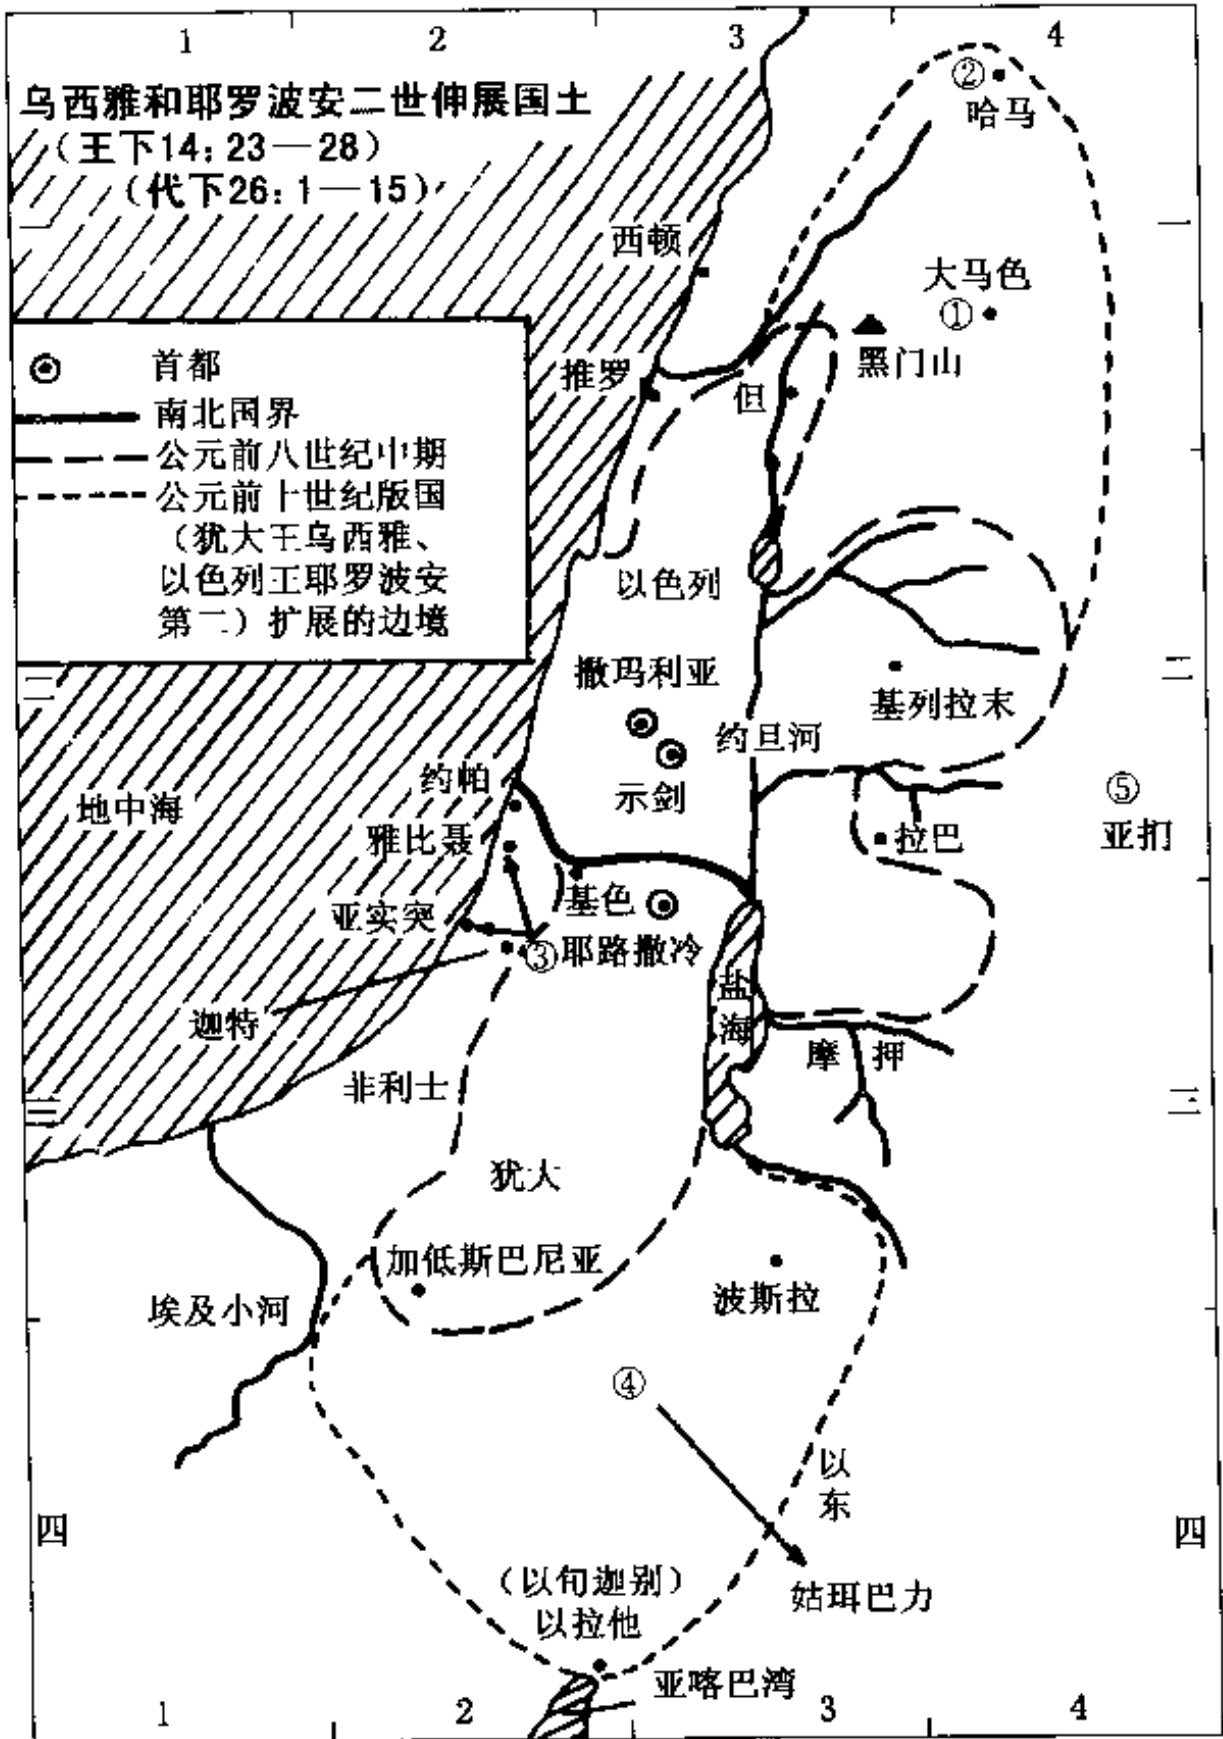 1 2 3 4
乌西雅和耶罗波安二世伸展国土
（王下14：23—28）
（代下26：1—15）
② 哈马
一 一
西顿
大马色
①
首都
推罗
黑门山
但
南北国界
公元前八世纪中期
公元前十世纪版国
（犹大王乌西雅、
以色列王耶罗波安
第二）扩展的边境
以色列
二 二
撒玛利亚
基列拉末
约旦河
约帕
示剑
地中海
⑤
亚扪
雅比聂
拉巴
基色
亚实突
③ 耶路撒冷
盐海
迦特
摩押
非利士
三 三
犹大
加低斯巴尼亚
波斯拉
埃及小河
④
以东
四 四
（以旬迦别）
以拉他
姑珥巴力
亚喀巴湾
1 2 3 4